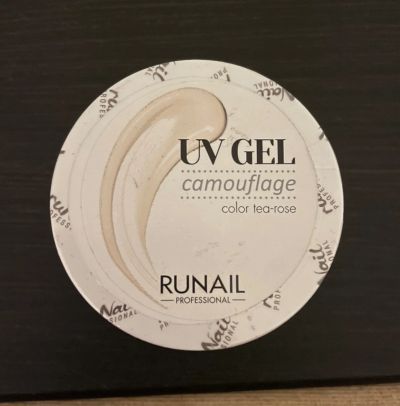 UV GEL
camouflage
color tea-rose
RUNAIL
PROFESSIONAL